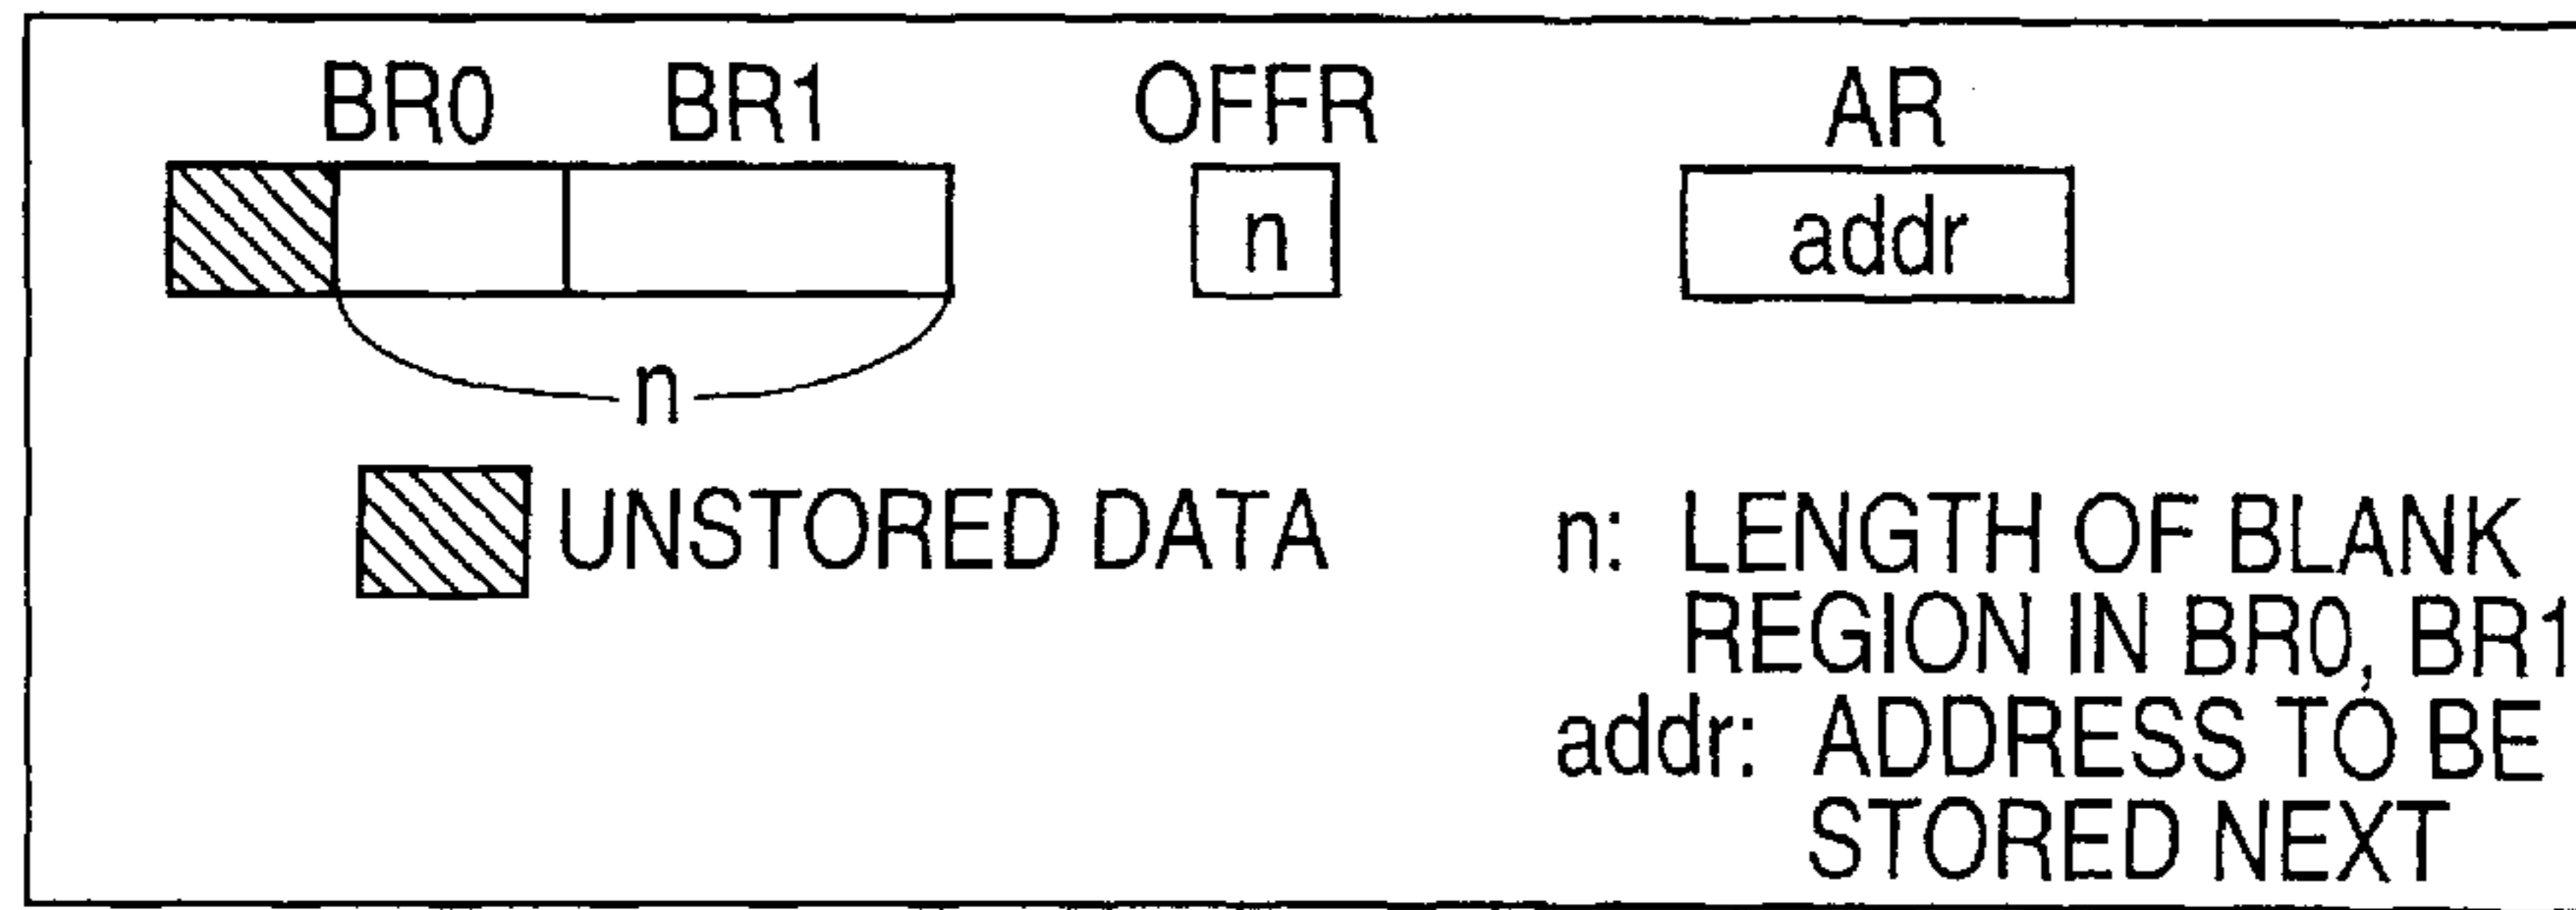 BR0 BR1 OFFR AR
n addr
n
UNSTORED DATA
n: LENGTH OF BLANK
REGION IN BR0, BR1
addr: ADDRESS TO BE
STORED NEXT